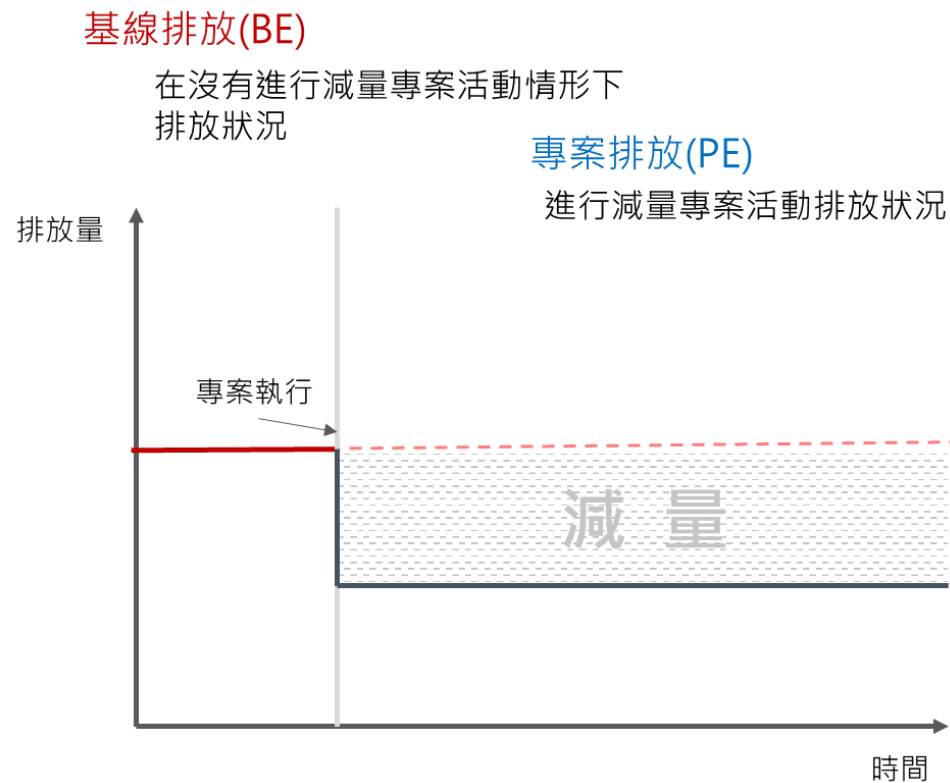 基線排放(BE)
在沒有進行減量專案活動情形下
排放狀況
專案排放(PE)
進行減量專案活動排放狀況
排放量
專案執行
減 量
時間